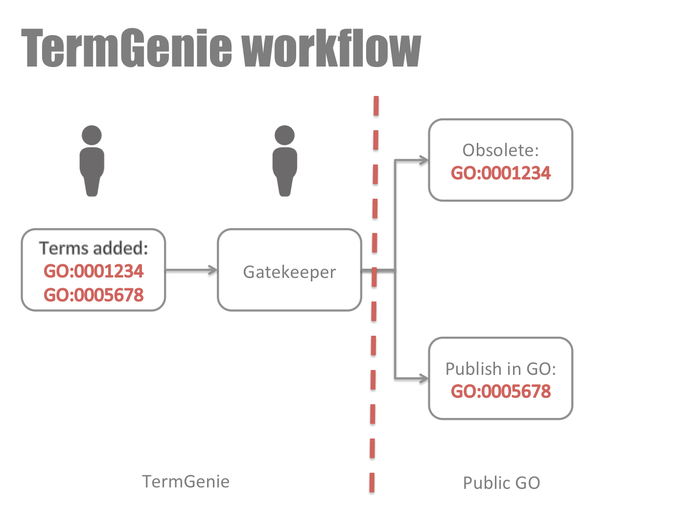 TermGenie workflow
Obsolete:
GO:0001234
Terms added:
GO:0001234
GO:0005678
Gatekeeper
Publish in GO:
GO:0005678
TermGenie
Public GO